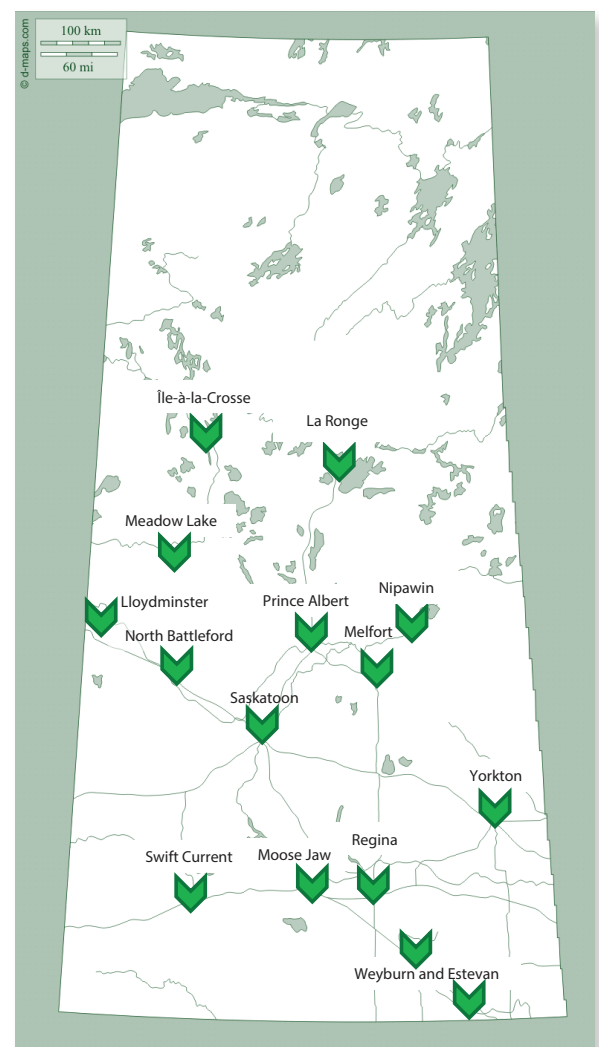 100 km
60 mi
© d-maps.com
Île-à-la-Crosse
La Ronge
Meadow Lake
Nipawin
Lloydminster
Prince Albert
North Battleford
Melfort
Saskatoon
Yorkton
Regina
Swift Current
Moose Jaw
Weyburn and Estevan